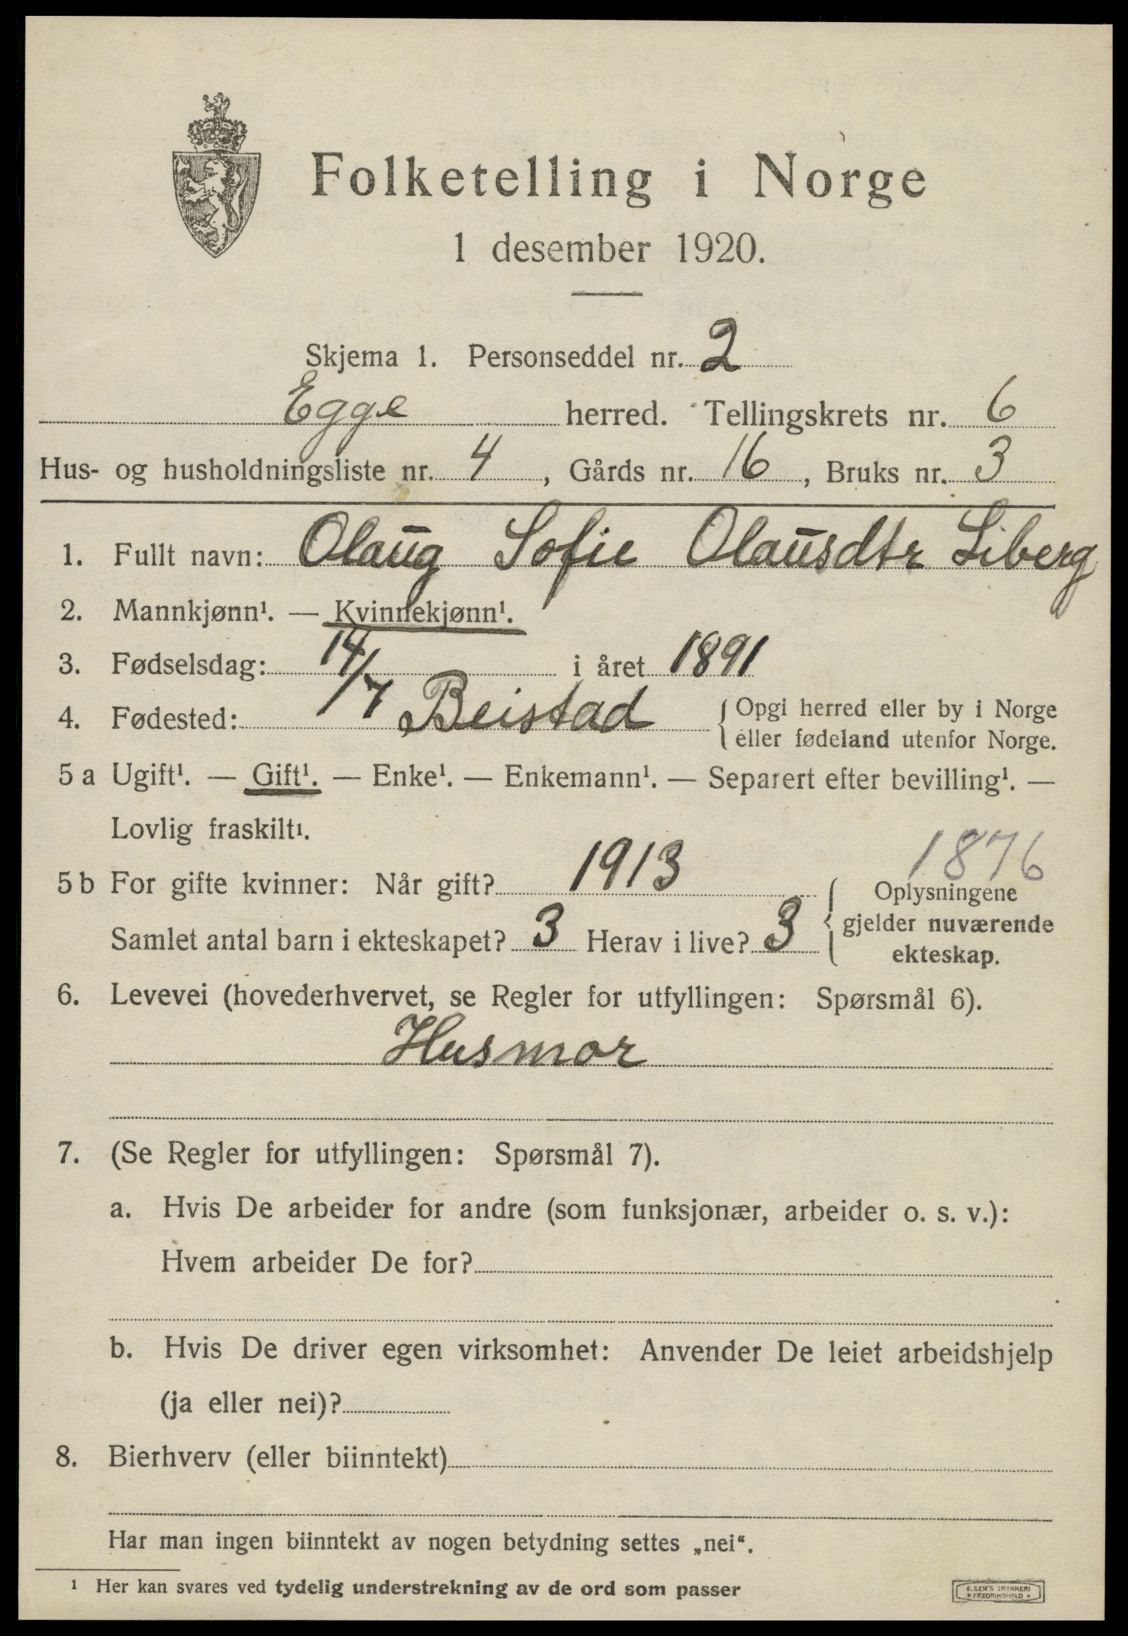 Folketelling i Norge
1 desember 1920.
Skjema 1. Personseddel nr. 2
Egge herred. Tellingskrets nr. 6
Hus- og husholdningsliste nr. 4, Gårds nr. 16, Bruks nr. 3
1. Fullt navn: Olaug Sofie Olausdtr Liberg
2. Mannkjønn¹. — Kvinnekjønn¹.
3. Fødselsdag: 14/7 i året 1891
4. Fødested: Beistad { Opgi herred eller by i Norge
eller fødeland utenfor Norge.
5 a Ugift¹. — Gift¹. — Enke¹. — Enkemann¹. — Separert efter bevilling¹. —
Lovlig fraskilt¹.
1876
5 b For gifte kvinner: Når gift? 1913 { Oplysningene
gjelder nuværende
ekteskap.
Samlet antal barn i ekteskapet? 3 Herav i live? 3
6. Levevei (hovederhvervet, se Regler for utfyllingen: Spørsmål 6).
Husmor
7. (Se Regler for utfyllingen: Spørsmål 7).
a. Hvis De arbeider for andre (som funksjonær, arbeider o. s. v.):
Hvem arbeider De for?
b. Hvis De driver egen virksomhet: Anvender De leiet arbeidshjelp
(ja eller nei)?
8. Bierhverv (eller biinntekt)
Har man ingen biinntekt av nogen betydning settes „nei“.
¹ Her kan svares ved tydelig understrekning av de ord som passer
E. SEM'S TRYKKERI
FREDRIKSHALD